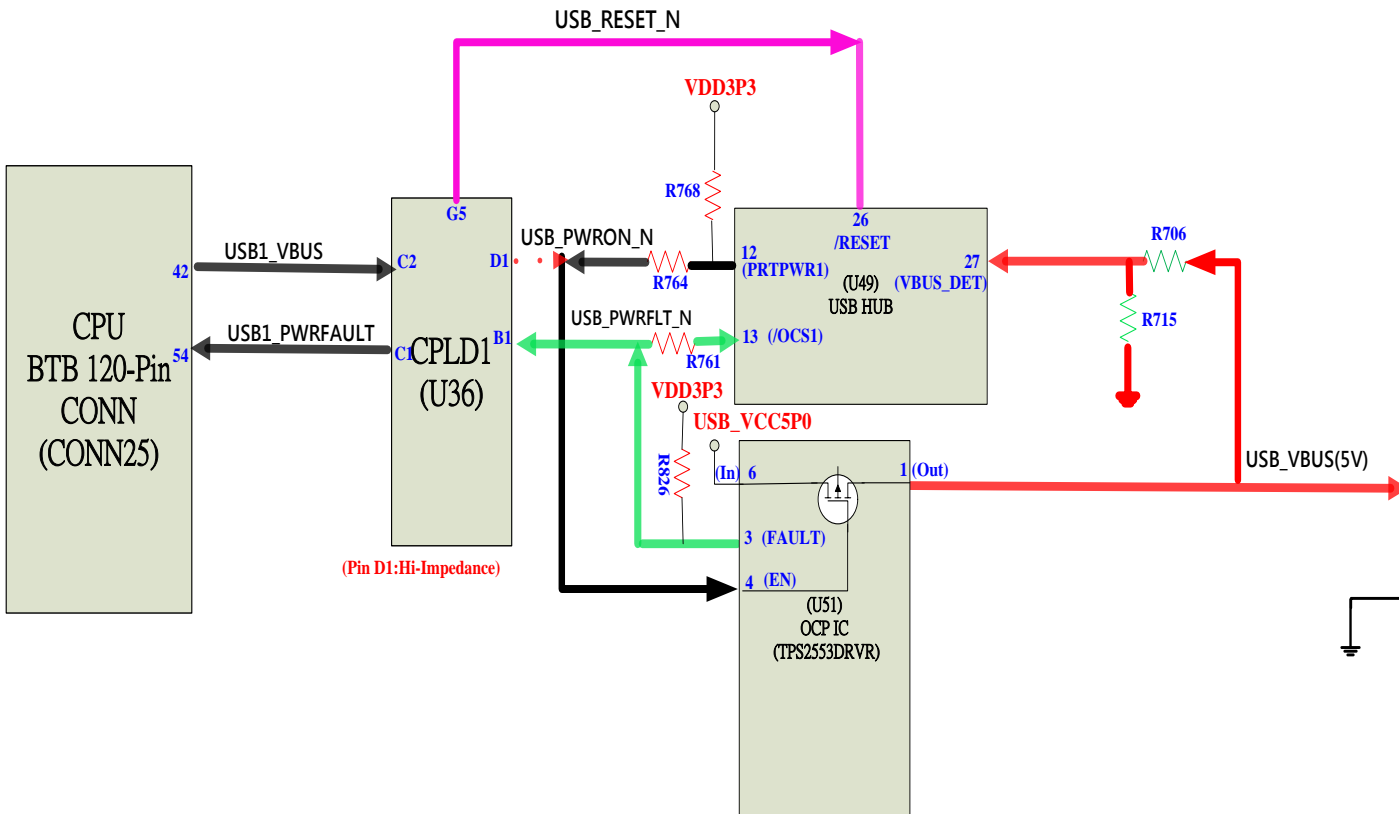 USB_RESET_N
VDD3P3
R768
G5
26
/RESET
USB1_VBUS
42
C2
D1
USB_PWRON_N
R764
12
(PRTPWR1)
(U49)
USB HUB
27
(VBUS_DET)
R706
R715
USB1_PWRFAULT
54
C1
B1
USB_PWRFLT_N
R761
13 (/OCS1)
CPU
BTB 120-Pin
CONN
(CONN25)
CPLD1
(U36)
VDD3P3
R826
USB_VCC5P0
(In) 6
1 (Out)
USB_VBUS(5V)
3 (FAULT)
4 (EN)
(U51)
OCP IC
(TPS2553DRVR)
(Pin D1:Hi-Impedance)